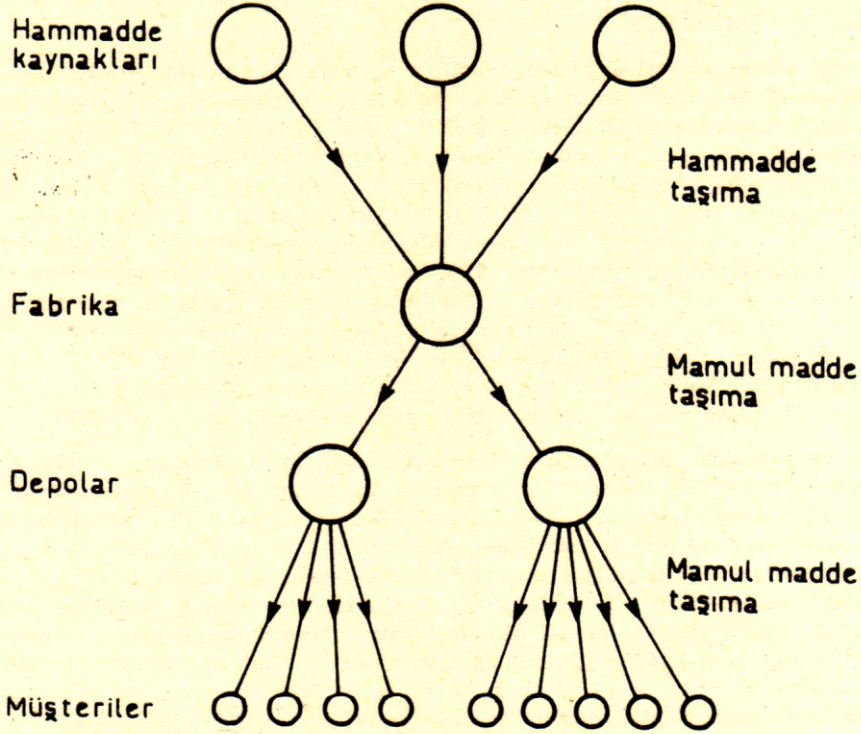 Hammadde
kaynakları
Hammadde
taşıma
Fabrika
Mamul madde
taşıma
Depolar
Mamul madde
taşıma
Müşteriler